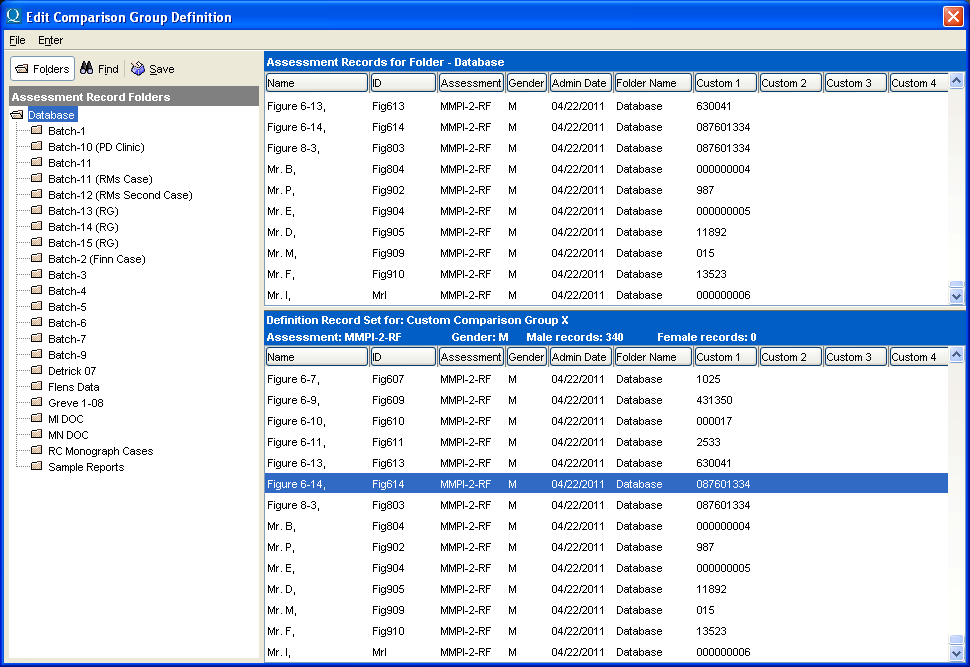 Edit Comparison Group Definition
File Enter
Folders Find Save
Assessment Record Folders
Database
Batch-1
Batch-10 (PD Clinic)
Batch-11
Batch-11 (RMs Case)
Batch-12 (RMs Second Case)
Batch-13 (RG)
Batch-14 (RG)
Batch-15 (RG)
Batch-2 (Finn Case)
Batch-3
Batch-4
Batch-5
Batch-6
Batch-7
Batch-9
Detrick 07
Flens Data
Greve 1-08
MI DOC
MN DOC
RC Monograph Cases
Sample Reports
Assessment Records for Folder - Database
Name ID Assessment Gender Admin Date Folder Name Custom 1 Custom 2 Custom 3 Custom 4
Figure 6-13, Fig613 MMPI-2-RF M 04/22/2011 Database 630041
Figure 6-14, Fig614 MMPI-2-RF M 04/22/2011 Database 087601334
Figure 8-3, Fig803 MMPI-2-RF M 04/22/2011 Database 087601334
Mr. B, Fig804 MMPI-2-RF M 04/22/2011 Database 000000004
Mr. P, Fig902 MMPI-2-RF M 04/22/2011 Database 987
Mr. E, Fig904 MMPI-2-RF M 04/22/2011 Database 000000005
Mr. D, Fig905 MMPI-2-RF M 04/22/2011 Database 11892
Mr. M, Fig909 MMPI-2-RF M 04/22/2011 Database 015
Mr. F, Fig910 MMPI-2-RF M 04/22/2011 Database 13523
Mr. I, MrI MMPI-2-RF M 04/22/2011 Database 000000006
Definition Record Set for: Custom Comparison Group X
Assessment: MMPI-2-RF Gender: M Male records: 340 Female records: 0
Name ID Assessment Gender Admin Date Folder Name Custom 1 Custom 2 Custom 3 Custom 4
Figure 6-7, Fig607 MMPI-2-RF M 04/22/2011 Database 1025
Figure 6-9, Fig609 MMPI-2-RF M 04/22/2011 Database 431350
Figure 6-10, Fig610 MMPI-2-RF M 04/22/2011 Database 000017
Figure 6-11, Fig611 MMPI-2-RF M 04/22/2011 Database 2533
Figure 6-13, Fig613 MMPI-2-RF M 04/22/2011 Database 630041
Figure 6-14, Fig614 MMPI-2-RF M 04/22/2011 Database 087601334
Figure 8-3, Fig803 MMPI-2-RF M 04/22/2011 Database 087601334
Mr. B, Fig804 MMPI-2-RF M 04/22/2011 Database 000000004
Mr. P, Fig902 MMPI-2-RF M 04/22/2011 Database 987
Mr. E, Fig904 MMPI-2-RF M 04/22/2011 Database 000000005
Mr. D, Fig905 MMPI-2-RF M 04/22/2011 Database 11892
Mr. M, Fig909 MMPI-2-RF M 04/22/2011 Database 015
Mr. F, Fig910 MMPI-2-RF M 04/22/2011 Database 13523
Mr. I, MrI MMPI-2-RF M 04/22/2011 Database 000000006